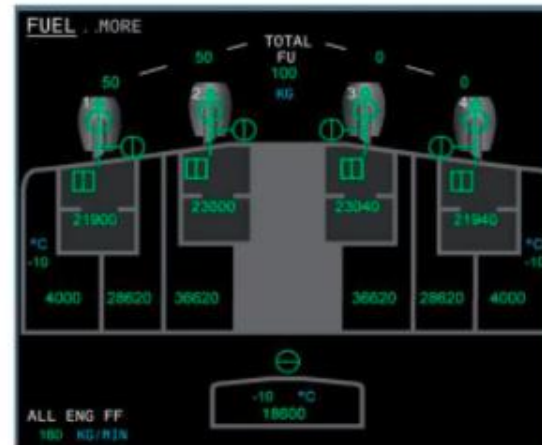 FUEL ..MORE
TOTAL
50 FU 0
50 100 0
KG
1 2 3 4
21900 23000 23040 21940
°C °C
-10 -10
4000 28620 36620 36620 28620 4000
-10 °C
18600
ALL ENG FF
160 KG/MIN